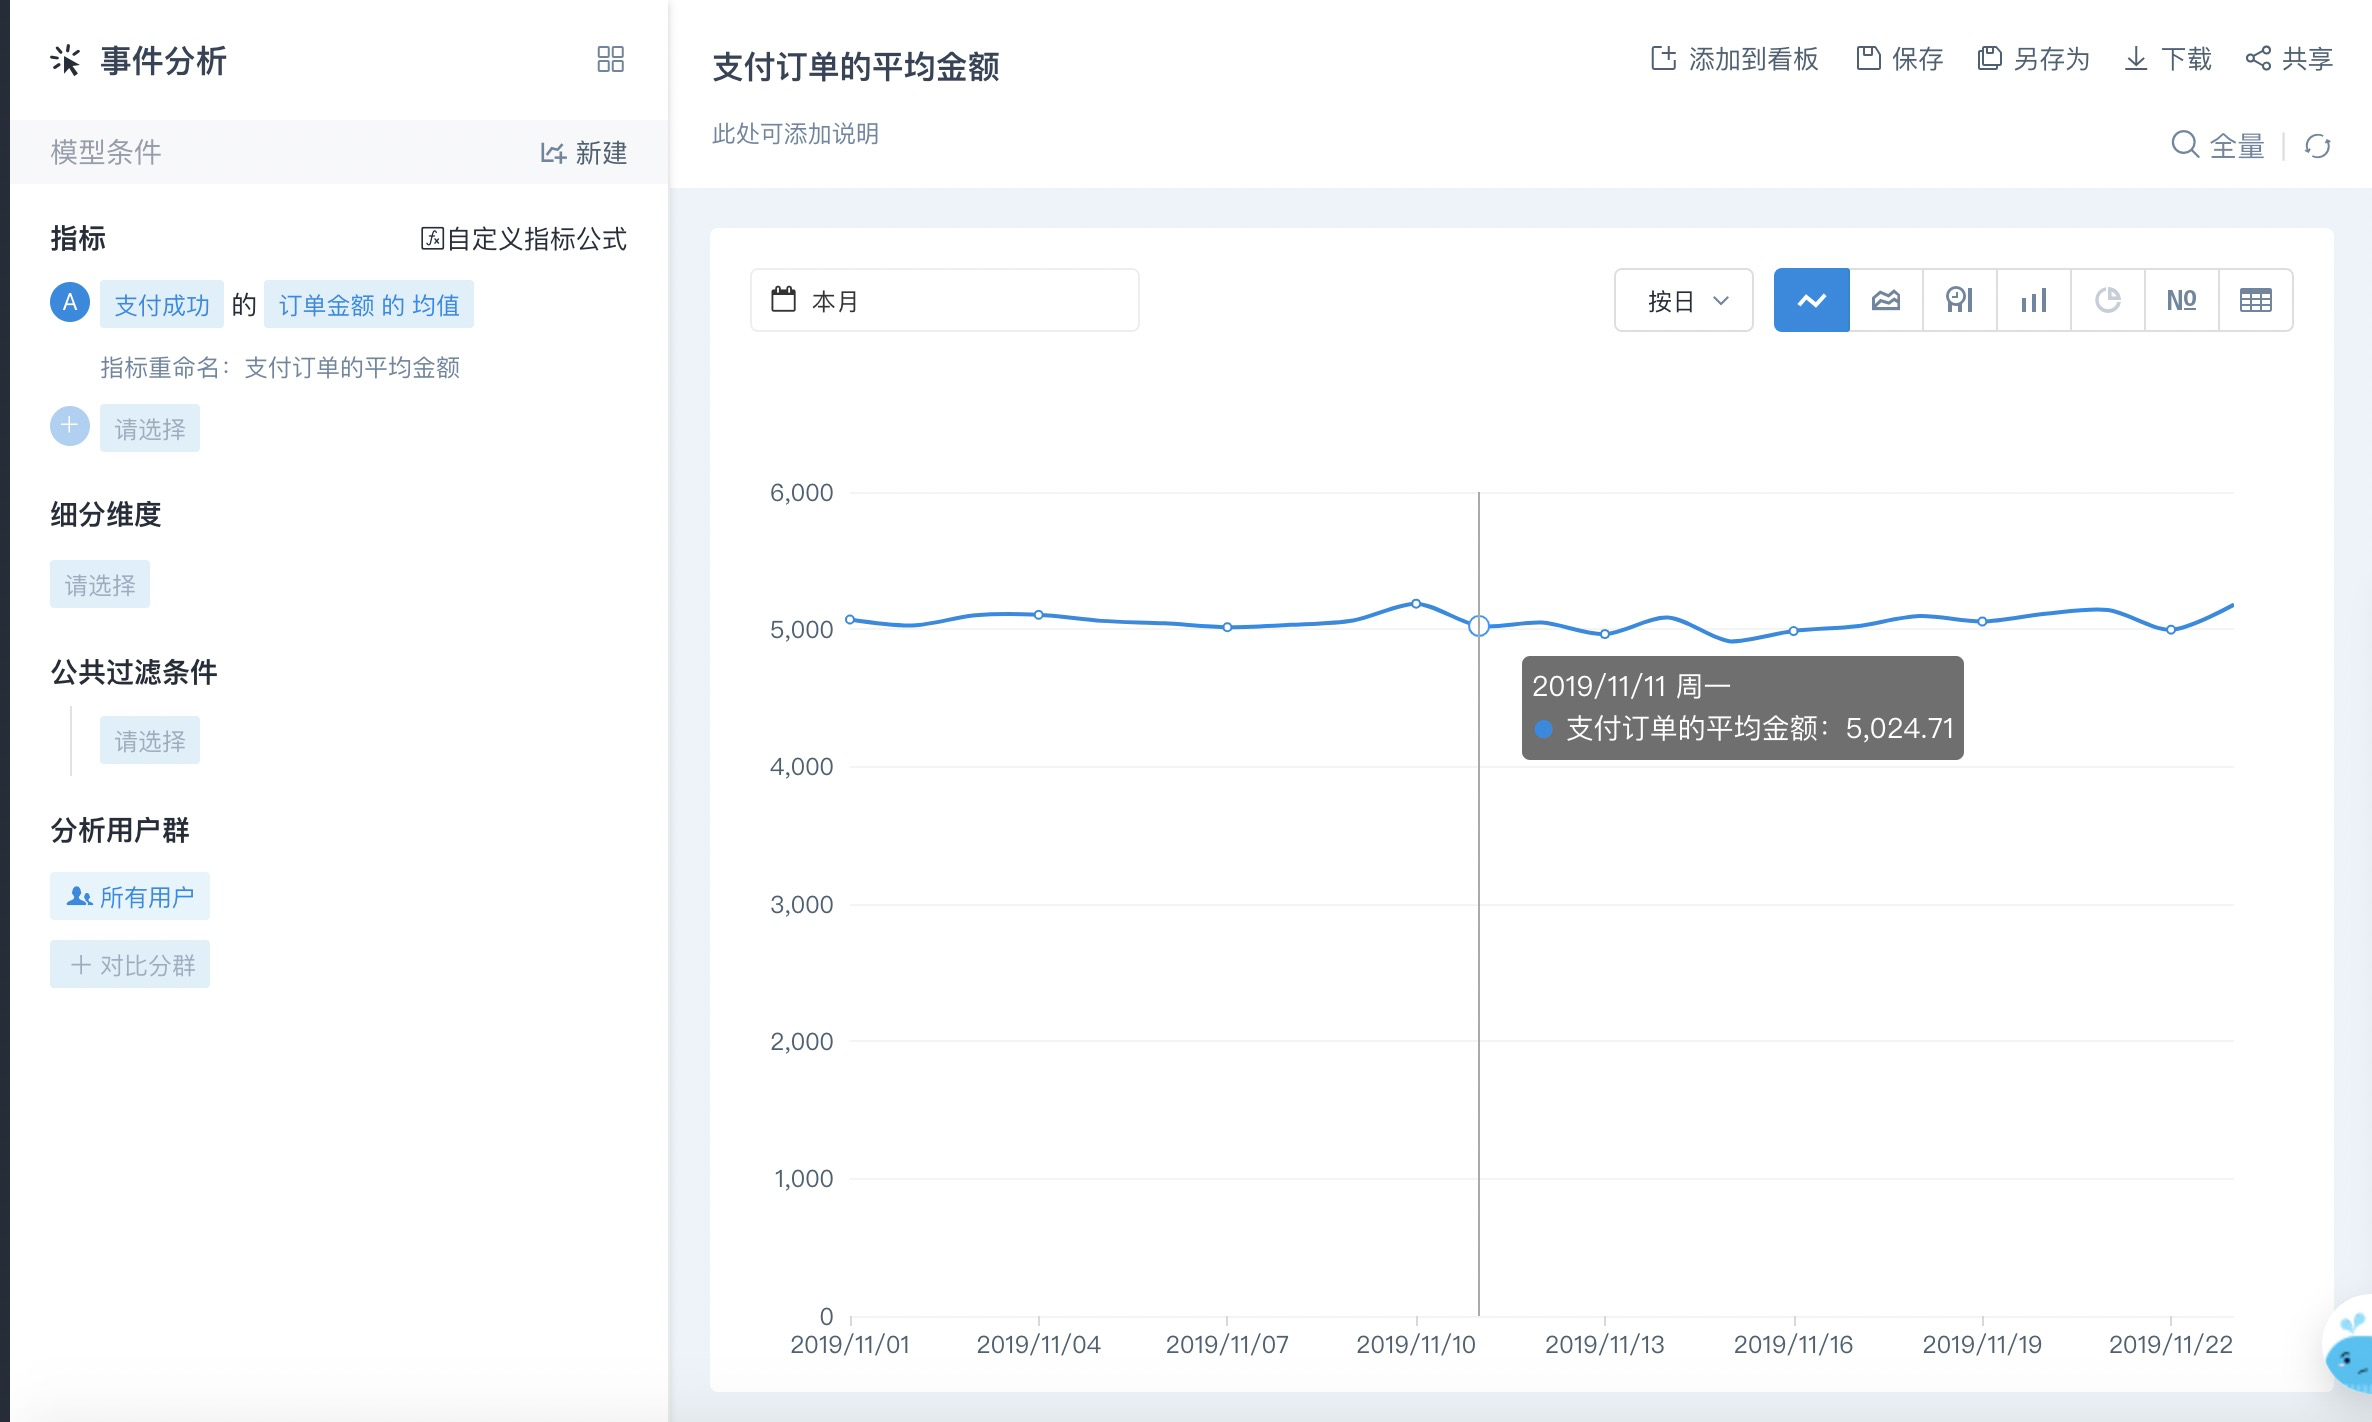 事件分析
模型条件 新建
指标 自定义指标公式
A 支付成功 的 订单金额 的 均值
指标重命名：支付订单的平均金额
请选择
细分维度
请选择
公共过滤条件
请选择
分析用户群
所有用户
+ 对比分群
支付订单的平均金额
添加到看板 保存 另存为 下载 共享
此处可添加说明
全量
本月 按日 №
6,000
5,000
4,000
3,000
2,000
1,000
0
2019/11/11 周一
支付订单的平均金额：5,024.71
2019/11/01 2019/11/04 2019/11/07 2019/11/10 2019/11/13 2019/11/16 2019/11/19 2019/11/22